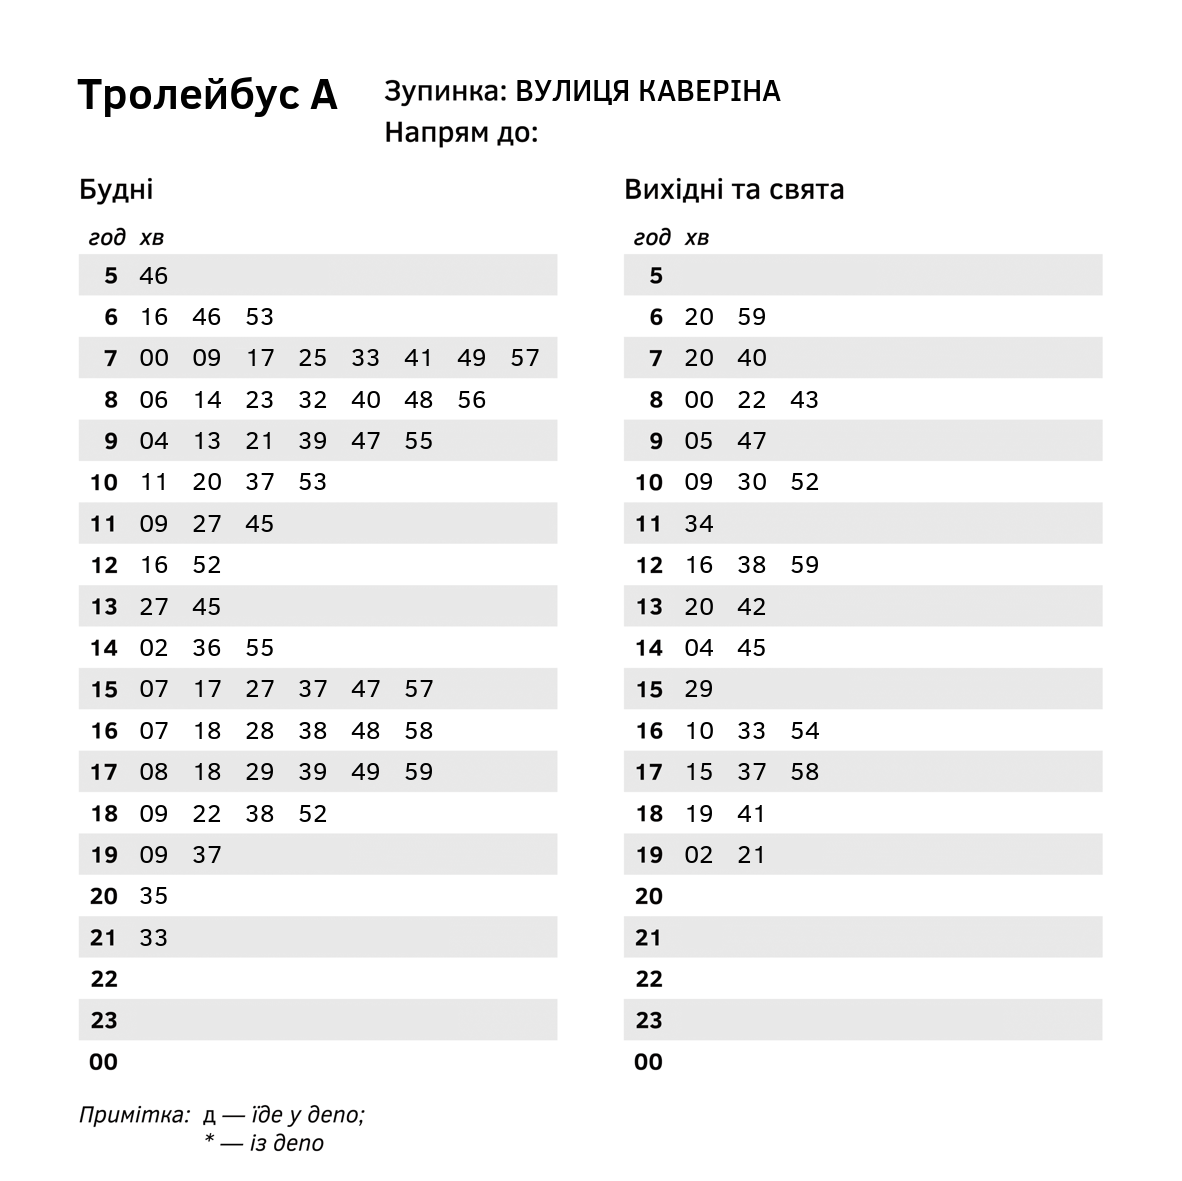 Тролейбус А
Зупинка: ВУЛИЦЯ КАВЕРІНА
Напрям до:
Будні
год хв
5 46
6 16 46 53
7 00 09 17 25 33 41 49 57
8 06 14 23 32 40 48 56
9 04 13 21 39 47 55
10 11 20 37 53
11 09 27 45
12 16 52
13 27 45
14 02 36 55
15 07 17 27 37 47 57
16 07 18 28 38 48 58
17 08 18 29 39 49 59
18 09 22 38 52
19 09 37
20 35
21 33
22
23
00
Вихідні та свята
год хв
5
6 20 59
7 20 40
8 00 22 43
9 05 47
10 09 30 52
11 34
12 16 38 59
13 20 42
14 04 45
15 29
16 10 33 54
17 15 37 58
18 19 41
19 02 21
20
21
22
23
00
Примітка: д — їде у депо;
* — із депо